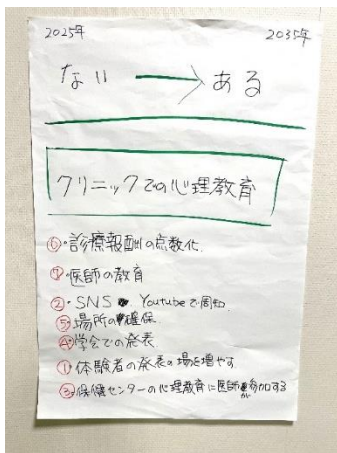 2025年 2035年
ない → ある
クリニックでの心理教育
⑥・診療報酬の点数化
⑦・医師の教育
②・SNS Youtubeで周知
⑤・場所の確保
④・学会での発表
①・体験者の発表の場を増やす
③・保健センターの心理教育に医師が参加する